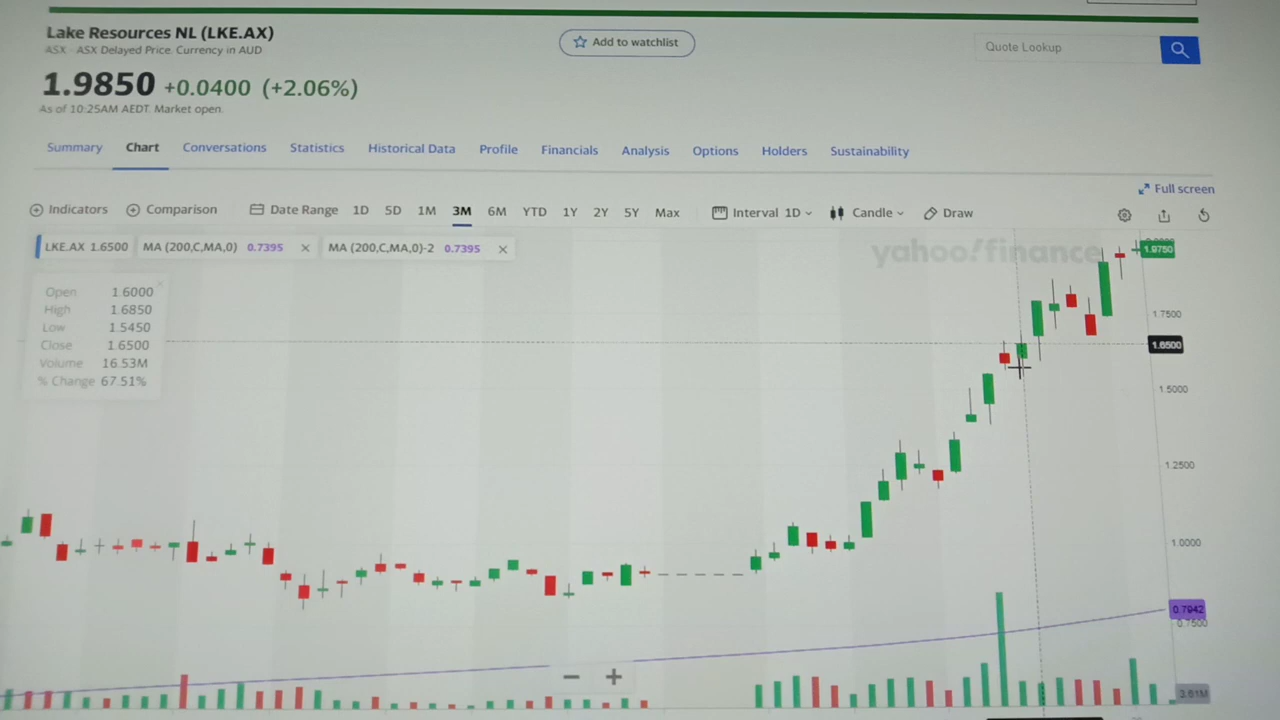 Lake Resources NL (LKE.AX)
ASX - ASX Delayed Price. Currency in AUD
Add to watchlist
Quote Lookup
1.9850 +0.0400 (+2.06%)
As of 10:25AM AEDT. Market open.
Summary Chart Conversations Statistics Historical Data Profile Financials Analysis Options Holders Sustainability
Full screen
Indicators Comparison Date Range 1D 5D 1M 3M 6M YTD 1Y 2Y 5Y Max Interval 1D Candle Draw
LKE.AX 1.6500 MA (200,C,MA,0) 0.7395 MA (200,C,MA,0)-2 0.7395
yahoo!finance
1.9750
Open 1.6000
High 1.6850
Low 1.5450
Close 1.6500
Volume 16.53M
% Change 67.51%
1.7500
1.6500
1.5000
1.2500
1.0000
0.7942
0.7500
3.61M